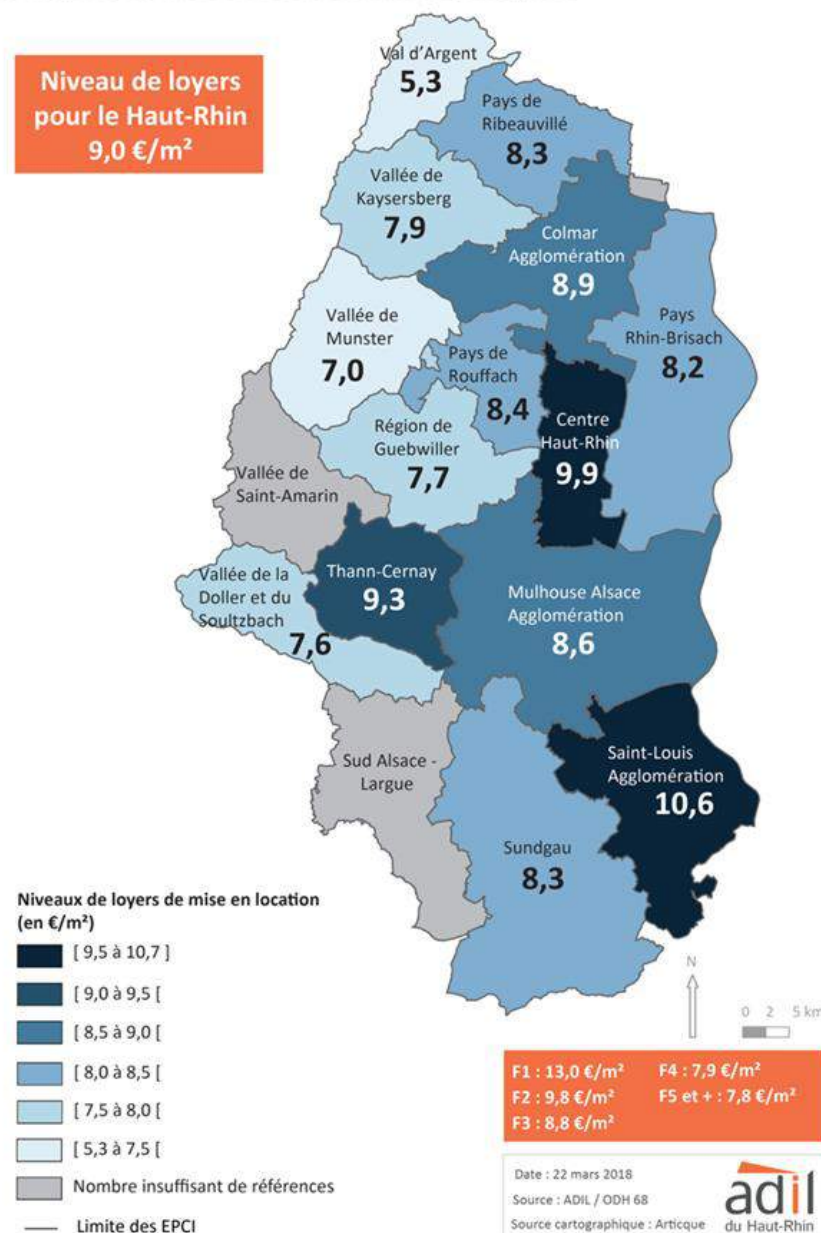 Niveau de loyers
pour le Haut-Rhin
9,0 €/m²
Val d'Argent
5,3
Pays de
Ribeauvillé
8,3
Vallée de
Kaysersberg
7,9
Colmar
Agglomération
8,9
Vallée de
Munster
7,0
Pays de
Rouffach
8,4
Pays
Rhin-Brisach
8,2
Centre
Haut-Rhin
9,9
Région de
Guebwiller
7,7
Vallée de
Saint-Amarin
Thann-Cernay
9,3
Vallée de la
Doller et du
Soultzbach
7,6
Mulhouse Alsace
Agglomération
8,6
Sud Alsace -
Largue
Saint-Louis
Agglomération
10,6
Sundgau
8,3
Niveaux de loyers de mise en location
(en €/m²)
[ 9,5 à 10,7 ]
[ 9,0 à 9,5 [
[ 8,5 à 9,0 [
[ 8,0 à 8,5 [
[ 7,5 à 8,0 [
[ 5,3 à 7,5 [
Nombre insuffisant de références
Limite des EPCI
N
0 2 5 km
F1 : 13,0 €/m² F4 : 7,9 €/m²
F2 : 9,8 €/m² F5 et + : 7,8 €/m²
F3 : 8,8 €/m²
Date : 22 mars 2018
Source : ADIL / ODH 68
Source cartographique : Articque
adil
du Haut-Rhin